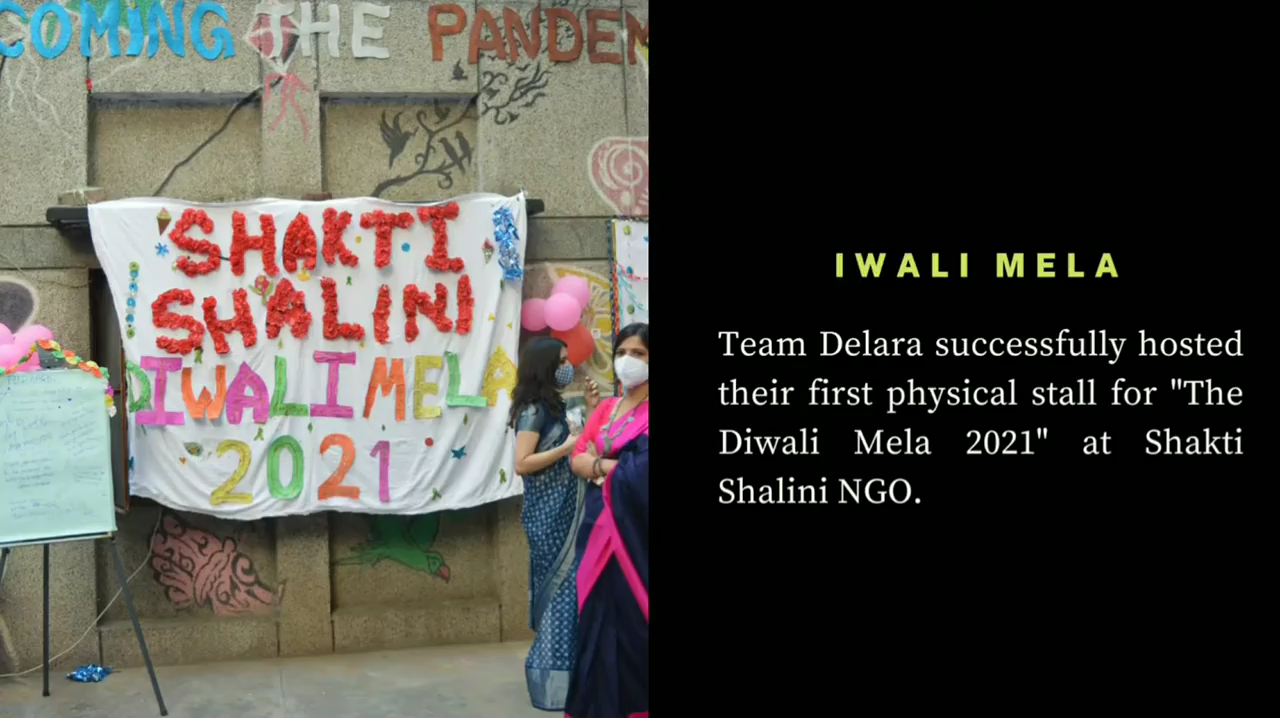 COMING THE PANDEM
SHAKTI
SHALINI
DIWALI MELA
2021
IWALI MELA
Team Delara successfully hosted
their first physical stall for "The
Diwali Mela 2021" at Shakti
Shalini NGO.